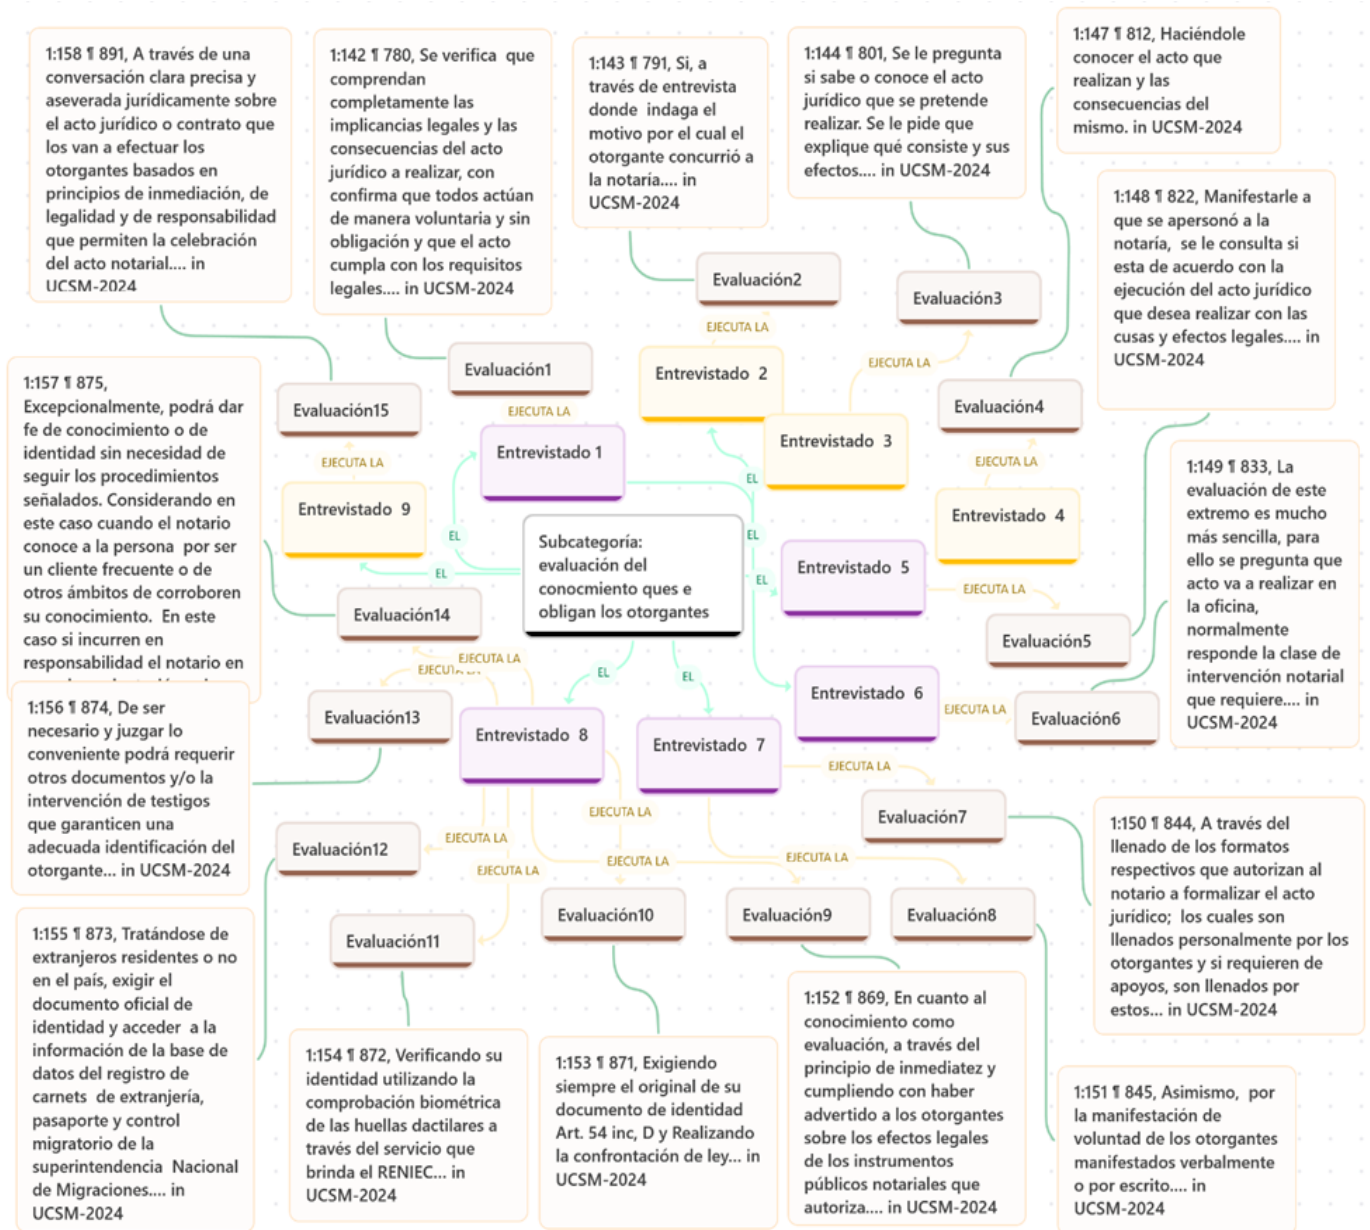 1:158 ¶ 891, A través de una
conversación clara precisa y
aseverada jurídicamente sobre
el acto jurídico o contrato que
los van a efectuar los
otorgantes basados en
principios de inmediación, de
legalidad y de responsabilidad
que permiten la celebración
del acto notarial.... in
UCSM-2024
1:142 ¶ 780, Se verifica que
comprendan
completamente las
implicancias legales y las
consecuencias del acto
jurídico a realizar, con
confirma que todos actúan
de manera voluntaria y sin
obligación y que el acto
cumpla con los requisitos
legales.... in UCSM-2024
1:143 ¶ 791, Si, a
través de entrevista
donde indaga el
motivo por el cual el
otorgante concurrió a
la notaría.... in
UCSM-2024
1:144 ¶ 801, Se le pregunta
si sabe o conoce el acto
jurídico que se pretende
realizar. Se le pide que
explique qué consiste y sus
efectos.... in UCSM-2024
1:147 ¶ 812, Haciéndole
conocer el acto que
realizan y las
consecuencias del
mismo. in UCSM-2024
1:148 ¶ 822, Manifestarle a
que se apersonó a la
notaría, se le consulta si
esta de acuerdo con la
ejecución del acto jurídico
que desea realizar con las
cusas y efectos legales.... in
UCSM-2024
Evaluación2
Evaluación3
EJECUTA LA
EJECUTA LA
Evaluación1
Entrevistado 2
Evaluación15
EJECUTA LA
Evaluación4
Entrevistado 1
Entrevistado 3
EJECUTA LA
EJECUTA LA
1:157 ¶ 875,
Excepcionalmente, podrá dar
fe de conocimiento o de
identidad sin necesidad de
seguir los procedimientos
señalados. Considerando en
este caso cuando el notario
conoce a la persona por ser
un cliente frecuente o de
otros ámbitos de corroboren
su conocimiento. En este
caso si incurren en
responsabilidad el notario en
1:149 ¶ 833, La
evaluación de este
extremo es mucho
más sencilla, para
ello se pregunta que
acto va a realizar en
la oficina,
normalmente
responde la clase de
intervención notarial
que requiere.... in
UCSM-2024
Entrevistado 9
EL
EL
EL
EL
EL
Entrevistado 4
Subcategoría:
evaluación del
conocmiento ques e
obligan los otorgantes
Entrevistado 5
EJECUTA LA
Evaluación14
Evaluación5
EJECUTA LA
EJECUTA LA
EL
EL
Entrevistado 6
EJECUTA LA
Evaluación6
Evaluación13
Entrevistado 8
Entrevistado 7
EJECUTA LA
1:156 ¶ 874, De ser
necesario y juzgar lo
conveniente podrá requerir
otros documentos y/o la
intervención de testigos
que garanticen una
adecuada identificación del
otorgante... in UCSM-2024
EJECUTA LA
Evaluación7
Evaluación12
EJECUTA LA
EJECUTA LA
EJECUTA LA
EJECUTA LA
1:150 ¶ 844, A través del
llenado de los formatos
respectivos que autorizan al
notario a formalizar el acto
jurídico; los cuales son
llenados personalmente por los
otorgantes y si requieren de
apoyos, son llenados por
estos... in UCSM-2024
Evaluación11
Evaluación10
Evaluación9
Evaluación8
1:155 ¶ 873, Tratándose de
extranjeros residentes o no
en el país, exigir el
documento oficial de
identidad y acceder a la
información de la base de
datos del registro de
carnets de extranjería,
pasaporte y control
migratorio de la
superintendencia Nacional
de Migraciones.... in
UCSM-2024
1:154 ¶ 872, Verificando su
identidad utilizando la
comprobación biométrica
de las huellas dactilares a
través del servicio que
brinda el RENIEC... in
UCSM-2024
1:153 ¶ 871, Exigiendo
siempre el original de su
documento de identidad
Art. 54 inc, D y Realizando
la confrontación de ley... in
UCSM-2024
1:152 ¶ 869, En cuanto al
conocimiento como
evaluación, a través del
principio de inmediatez y
cumpliendo con haber
advertido a los otorgantes
sobre los efectos legales
de los instrumentos
públicos notariales que
autoriza.... in UCSM-2024
1:151 ¶ 845, Asimismo, por
la manifestación de
voluntad de los otorgantes
manifestados verbalmente
o por escrito.... in
UCSM-2024